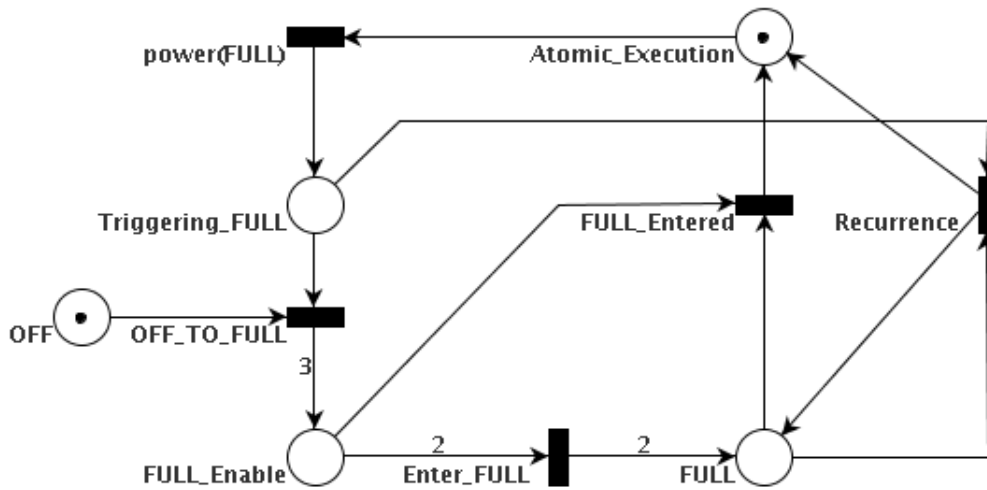 power(FULL)
Atomic_Execution
Triggering_FULL
FULL_Entered
Recurrence
OFF
OFF_TO_FULL
3
FULL_Enable
2
Enter_FULL
2
FULL